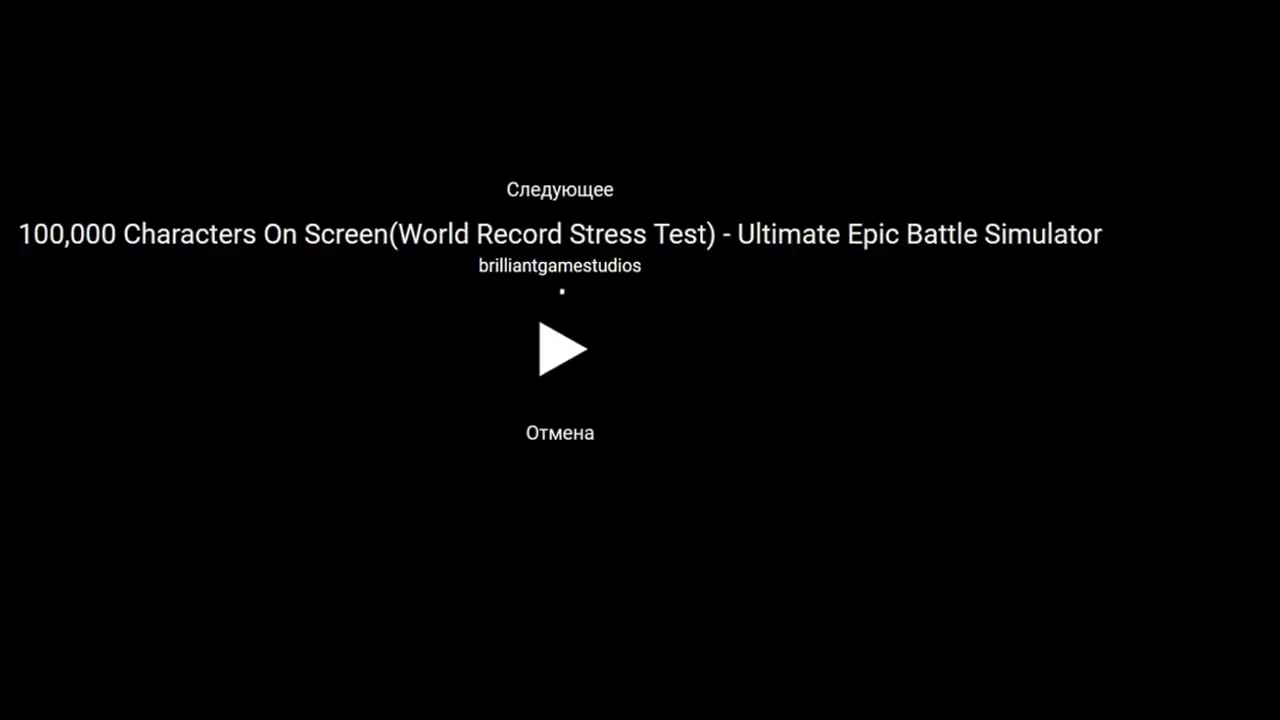 Следующее
100,000 Characters On Screen(World Record Stress Test) - Ultimate Epic Battle Simulator
brilliantgamestudios
Отмена